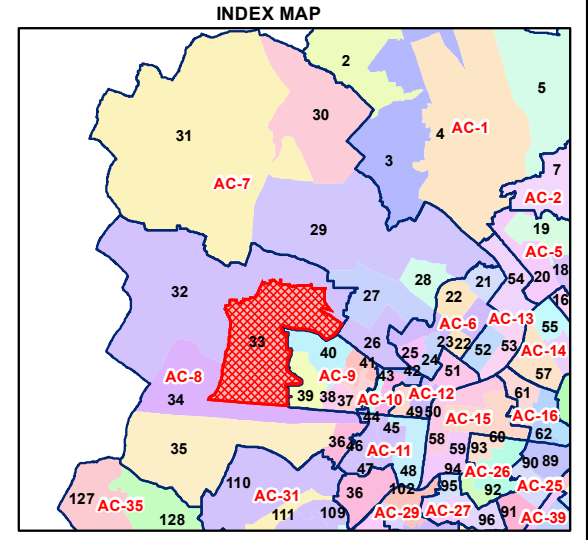 INDEX MAP
2
5
30
31
4 AC-1
3
7
AC-7
AC-2
19
29
AC-5
18
20
54
21
28
32
27
22
16
AC-13
AC-6
55
33
26
23 22
52
53
AC-14
40
25
24
41
42
51
57
AC-9
43
AC-8
39 38 37
AC-10
AC-12
61
34
49 50
AC-15
AC-16
44
45
62
36 46
58
60
35
AC-11
59 93
47
48
94
AC-26
90 89
110
36
102
95
92
AC-25
127
AC-31
AC-35
111
109
AC-29
AC-27
91
AC-39
128
96